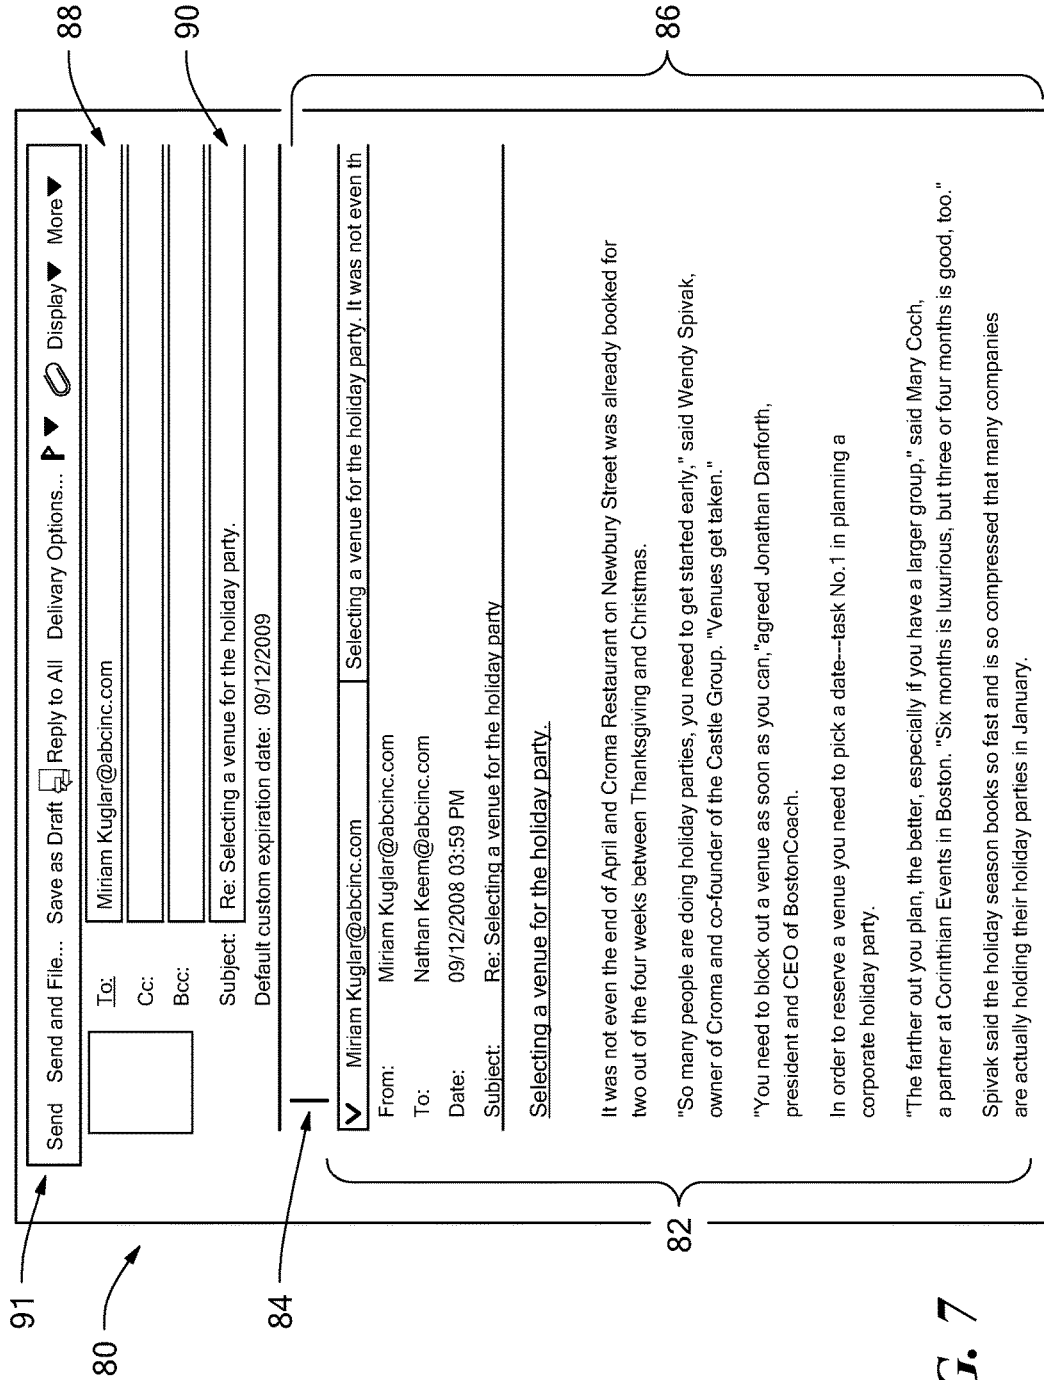 91
80
88
90
Send Send and File... Save as Draft Reply to All Delivery Options... Display More
To: Miriam Kuglar@abcinc.com
Cc:
Bcc:
Subject: Re: Selecting a venue for the holiday party.
Default custom expiration date: 09/12/2009
84
86
82
Miriam Kuglar@abcinc.com Selecting a venue for the holiday party. It was not even th
From: Miriam Kuglar@abcinc.com
To: Nathan Keem@abcinc.com
Date: 09/12/2008 03:59 PM
Subject: Re: Selecting a venue for the holiday party
Selecting a venue for the holiday party.
It was not even the end of April and Croma Restaurant on Newbury Street was already booked for
two out of the four weeks between Thanksgiving and Christmas.
"So many people are doing holiday parties, you need to get started early," said Wendy Spivak,
owner of Croma and co-founder of the Castle Group. "Venues get taken."
"You need to block out a venue as soon as you can,"agreed Jonathan Danforth,
president and CEO of BostonCoach.
In order to reserve a venue you need to pick a date---task No.1 in planning a
corporate holiday party.
"The farther out you plan, the better, especially if you have a larger group," said Mary Coch,
a partner at Corinthian Events in Boston. "Six months is luxurious, but three or four months is good, too."
Spivak said the holiday season books so fast and is so compressed that many companies
are actually holding their holiday parties in January.
G. 7